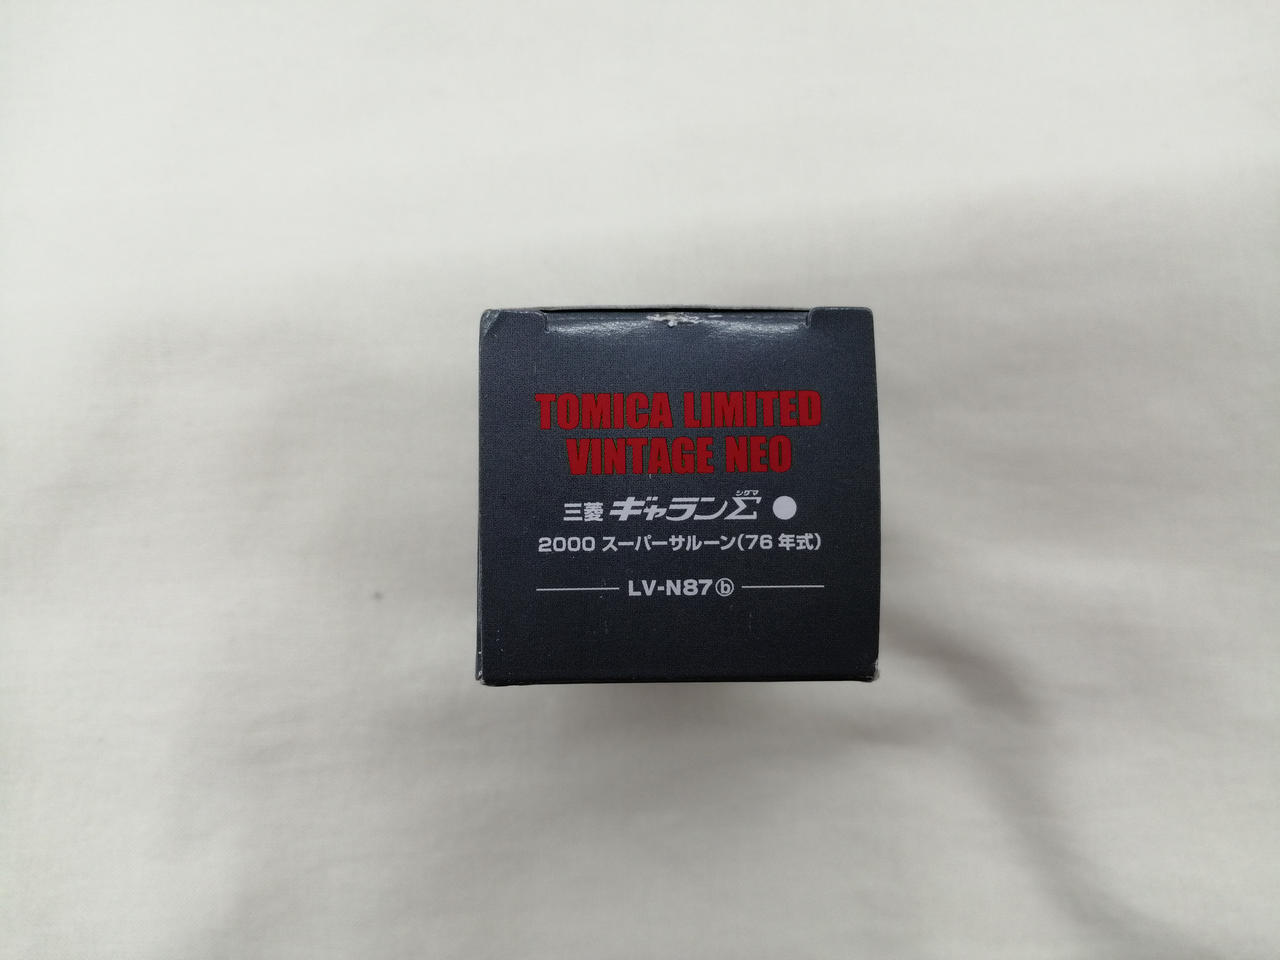 TOMICA LIMITED
VINTAGE NEO
シグマ
三菱 ギャランΣ
2000 スーパーサルーン(76 年式)
LV-N87ⓑ